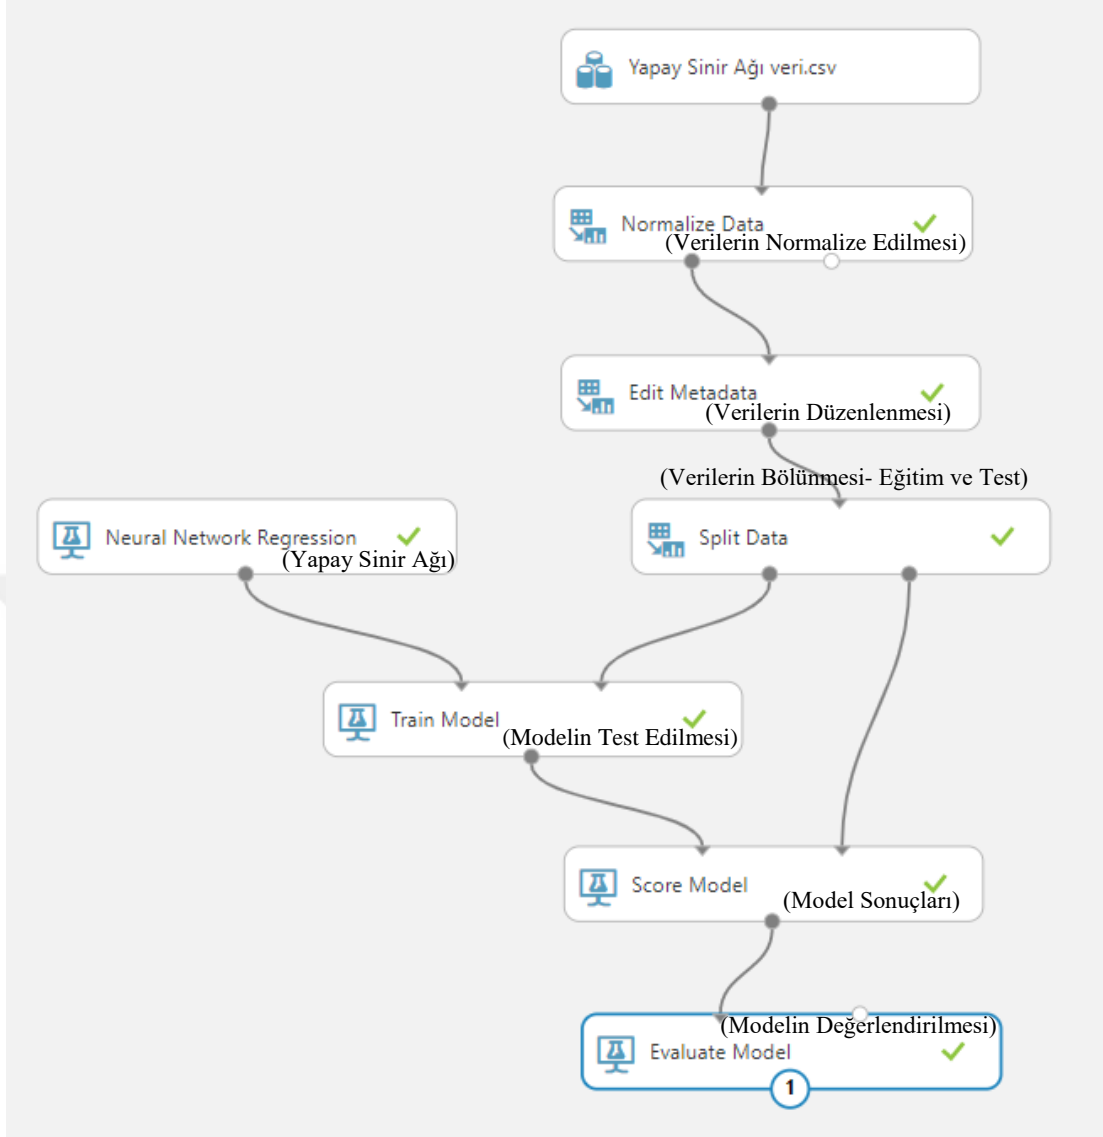 Yapay Sinir Ağı veri.csv
Normalize Data
(Verilerin Normalize Edilmesi)
Edit Metadata
(Verilerin Düzenlenmesi)
(Verilerin Bölünmesi- Eğitim ve Test)
Neural Network Regression
(Yapay Sinir Ağı)
Split Data
Train Model
(Modelin Test Edilmesi)
Score Model
(Model Sonuçları)
(Modelin Değerlendirilmesi)
Evaluate Model
1